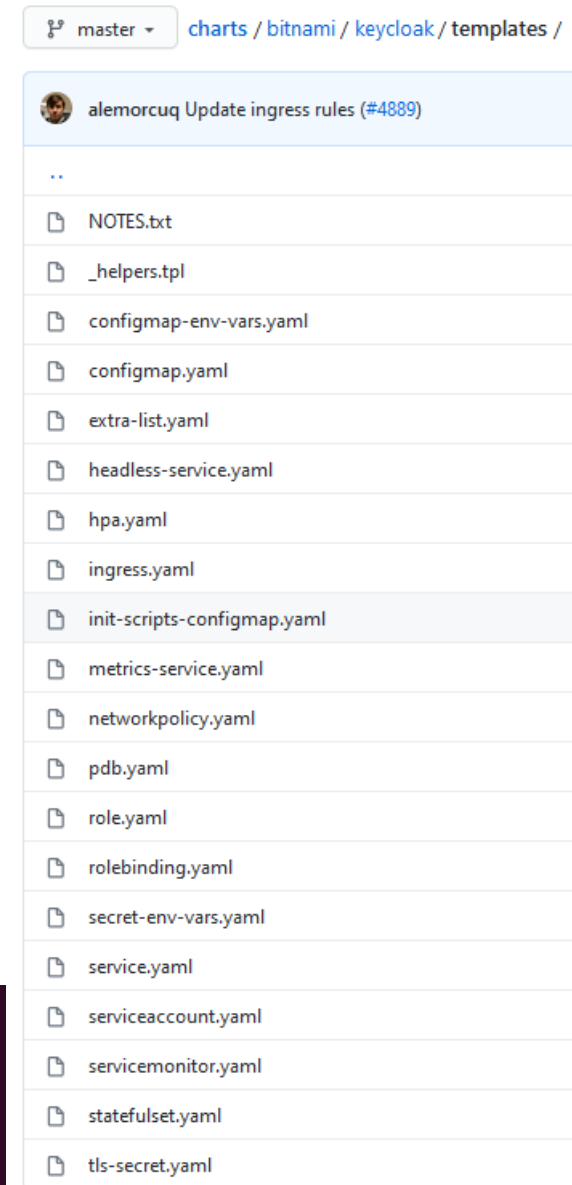 master
charts / bitnami / keycloak / templates /
alemorcuq Update ingress rules (#4889)
..
NOTES.txt
_helpers.tpl
configmap-env-vars.yaml
configmap.yaml
extra-list.yaml
headless-service.yaml
hpa.yaml
ingress.yaml
init-scripts-configmap.yaml
metrics-service.yaml
networkpolicy.yaml
pdb.yaml
role.yaml
rolebinding.yaml
secret-env-vars.yaml
service.yaml
serviceaccount.yaml
servicemonitor.yaml
statefulset.yaml
tls-secret.yaml